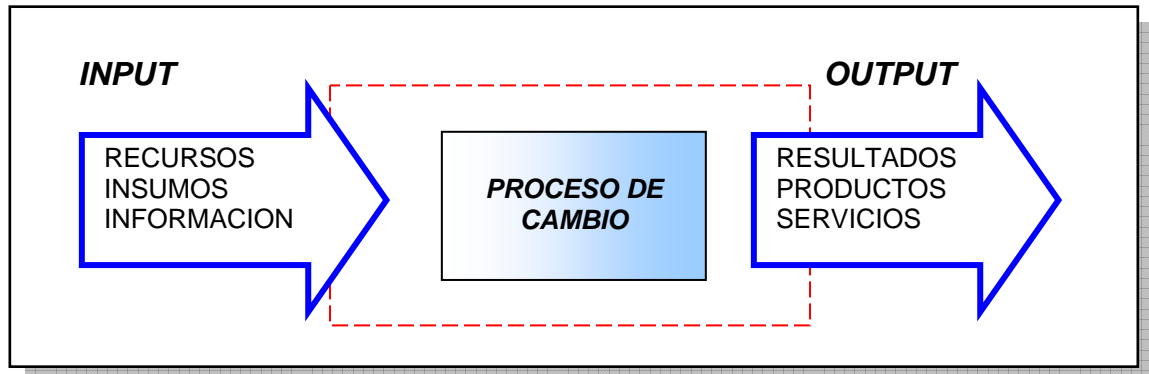 INPUT
RECURSOS
INSUMOS
INFORMACION
PROCESO DE
CAMBIO
OUTPUT
RESULTADOS
PRODUCTOS
SERVICIOS